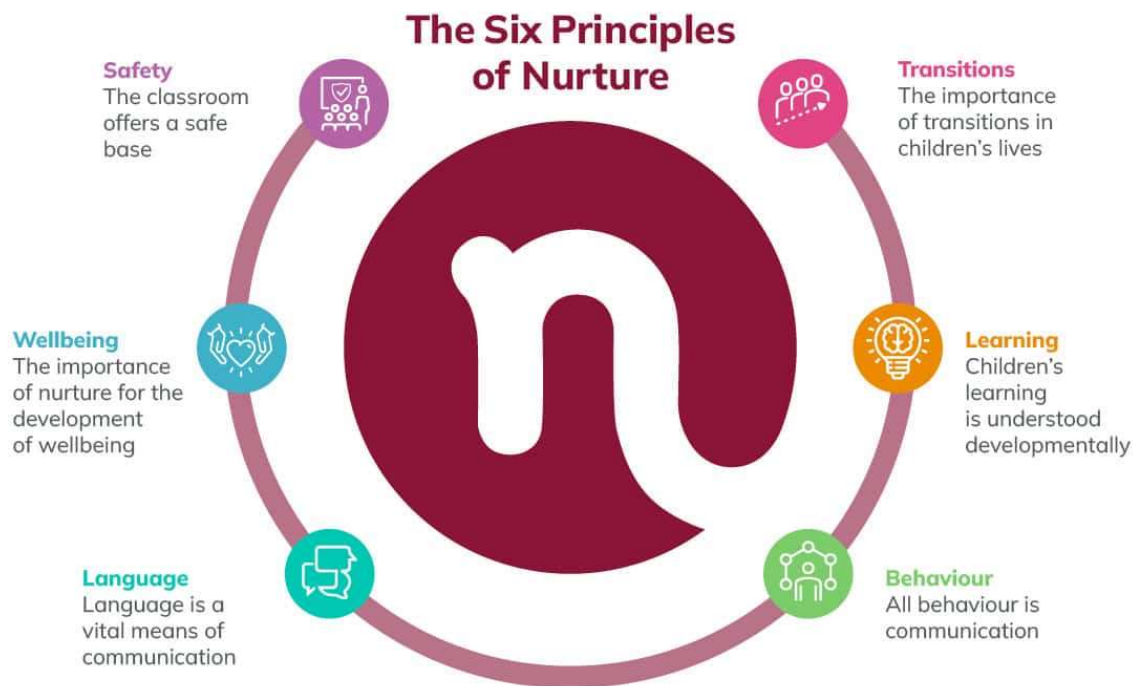 The Six Principles
of Nurture
Safety
The classroom
offers a safe
base
Transitions
The importance
of transitions in
children's lives
Wellbeing
The importance
of nurture for the
development
of wellbeing
Learning
Children's
learning
is understood
developmentally
Language
Language is a
vital means of
communication
Behaviour
All behaviour is
communication
n